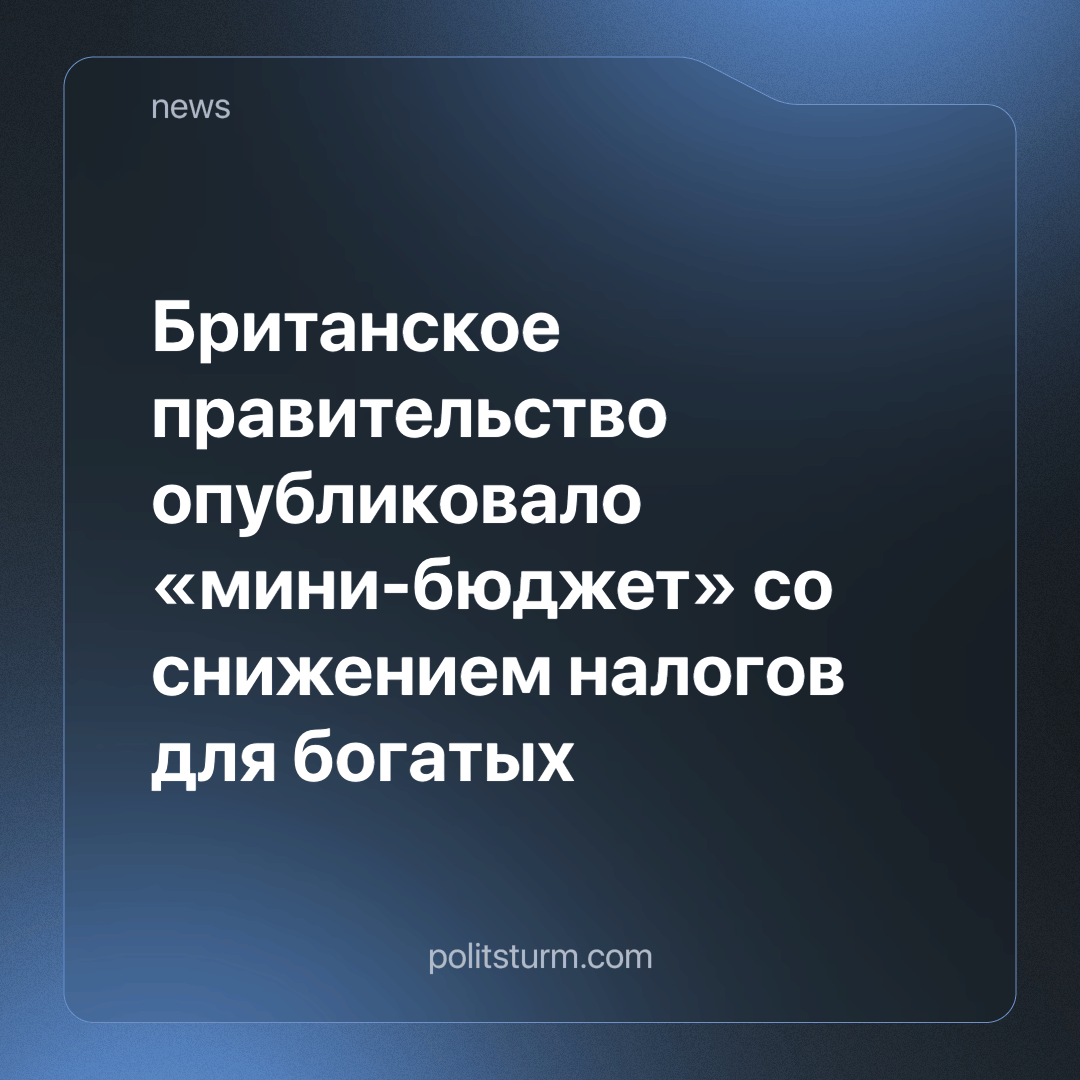 news
Британское
правительство
опубликовало
«мини-бюджет» со
снижением налогов
для богатых
politsturm.com